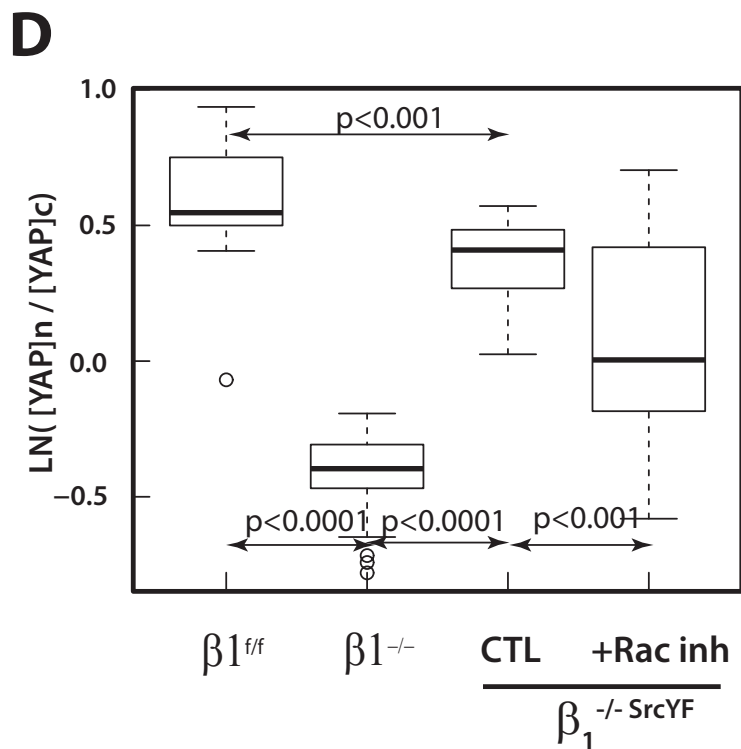 D
1.0
p<0.001
0.5
LN( [YAP]n / [YAP]c)
0.0
−0.5
p<0.0001 p<0.0001 p<0.001
β1f/f β1−/− CTL +Rac inh
β1-/- SrcYF